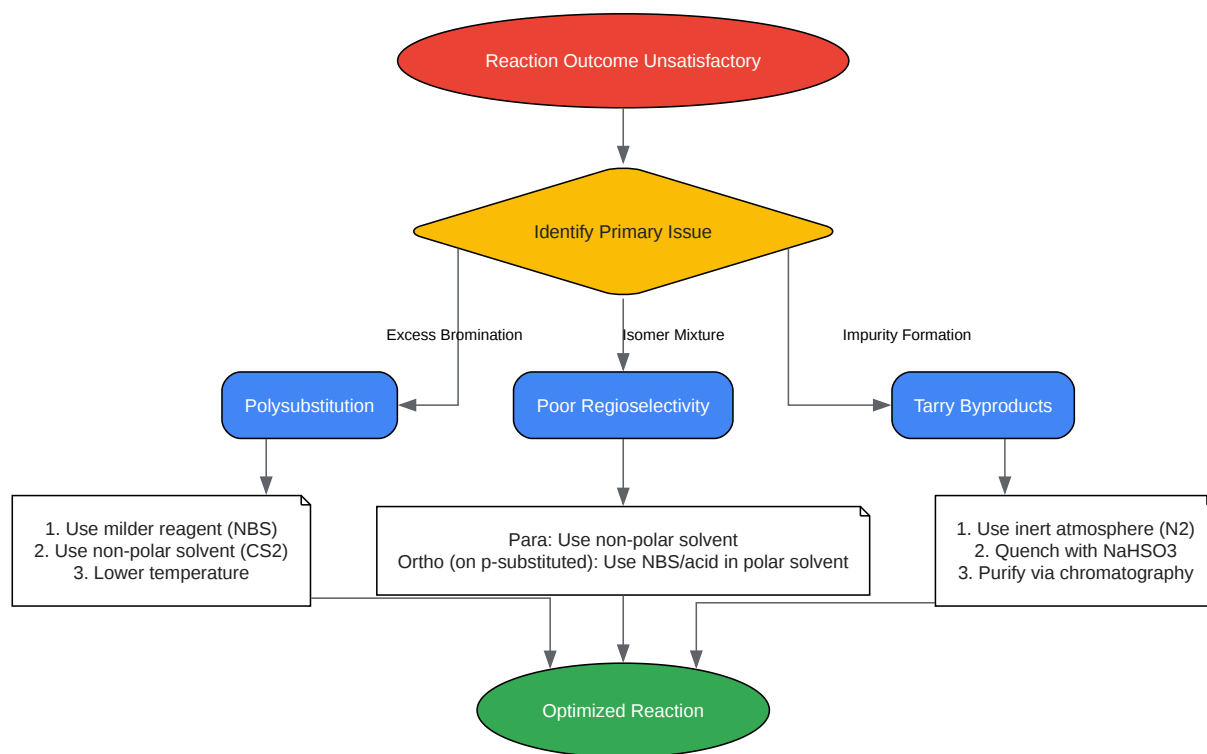 Reaction Outcome Unsatisfactory
Identify Primary Issue
Excess Bromination
Isomer Mixture
Impurity Formation
Polysubstitution
Poor Regioselectivity
Tarry Byproducts
1. Use milder reagent (NBS)
2. Use non-polar solvent (CS2)
3. Lower temperature
Para: Use non-polar solvent
Ortho (on p-substituted): Use NBS/acid in polar solvent
1. Use inert atmosphere (N2)
2. Quench with NaHSO3
3. Purify via chromatography
Optimized Reaction